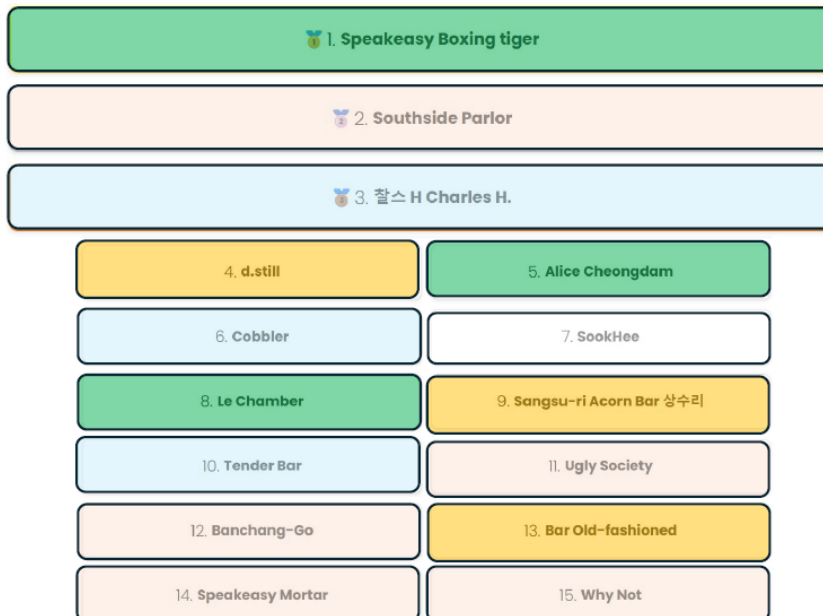 1. Speakeasy Boxing tiger
2. Southside Parlor
3. 찰스 H Charles H.
4. d.still
5. Alice Cheongdam
6. Cobbler
7. SookHee
8. Le Chamber
9. Sangsu-ri Acorn Bar 상수리
10. Tender Bar
11. Ugly Society
12. Banchang-Go
13. Bar Old-fashioned
14. Speakeasy Mortar
15. Why Not